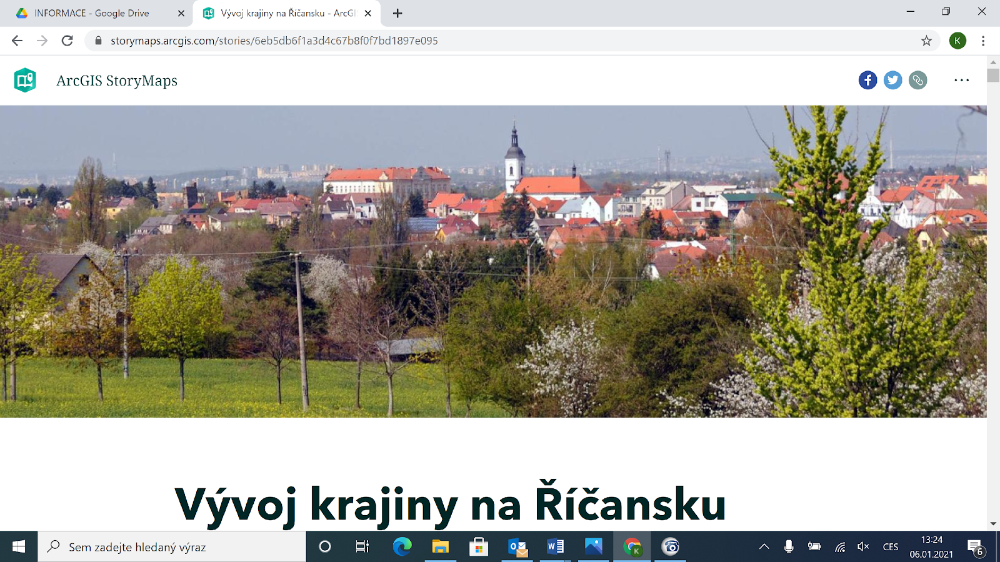 INFORMACE - Google Drive
Vývoj krajiny na Říčansku - ArcGI
storymaps.arcgis.com/stories/6eb5db6f1a3d4c67b8f0f7bd1897e095
K
ArcGIS StoryMaps
Vývoj krajiny na Říčansku
Sem zadejte hledaný výraz
K
CES
13:24
06.01.2021
6